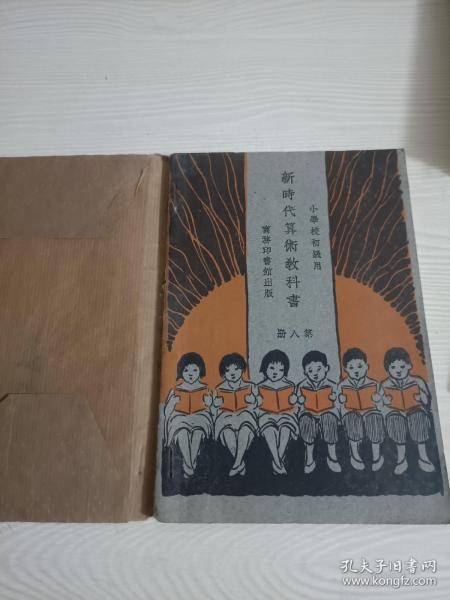 小學校初級用
新時代算術教科書
商務印書館出版
第八册
孔夫子旧书网
www.kongfz.com